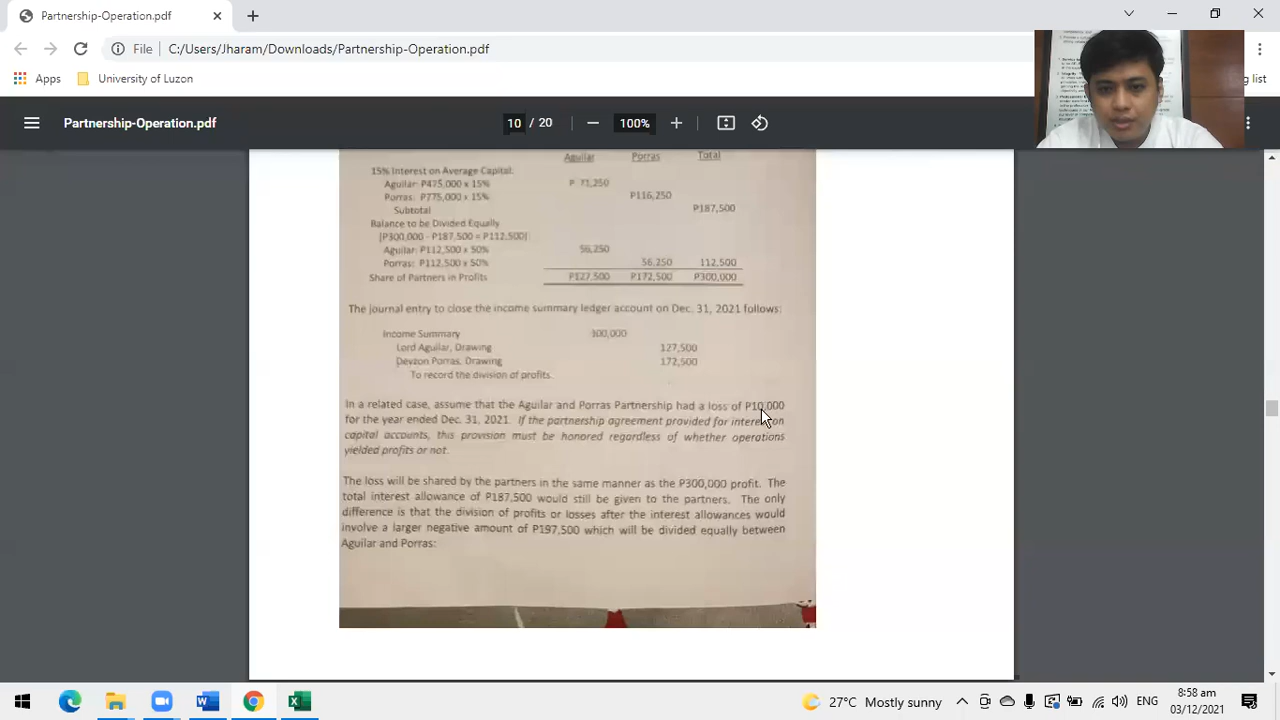 Partnership-Operation.pdf
File C:/Users/Jharam/Downloads/Partnership-Operation.pdf
Apps University of Luzon
g list
Partnership-Operation.pdf
10 / 20
100%
Aguilar Porras Total
15% Interest on Average Capital:
Aguilar: P475,000 x 15% P 71,250
Porras: P775,000 x 15% P116,250
Subtotal P187,500
Balance to be Divided Equally
[P300,000 - P187,500 = P112,500]:
Aguilar: P112,500 x 50% 56,250
Porras: P112,500 x 50% 56,250 112,500
Share of Partners in Profits P127,500 P172,500 P300,000
The journal entry to close the income summary ledger account on Dec. 31, 2021 follows:
Income Summary 300,000
Lord Aguilar, Drawing 127,500
Devzon Porras, Drawing 172,500
To record the division of profits.
In a related case, assume that the Aguilar and Porras Partnership had a loss of P10,000
for the year ended Dec. 31, 2021. If the partnership agreement provided for interest on
capital accounts, this provision must be honored regardless of whether operations
yielded profits or not.
The loss will be shared by the partners in the same manner as the P300,000 profit. The
total interest allowance of P187,500 would still be given to the partners. The only
difference is that the division of profits or losses after the interest allowances would
involve a larger negative amount of P197,500 which will be divided equally between
Aguilar and Porras:
27°C Mostly sunny
ENG
8:58 am
03/12/2021